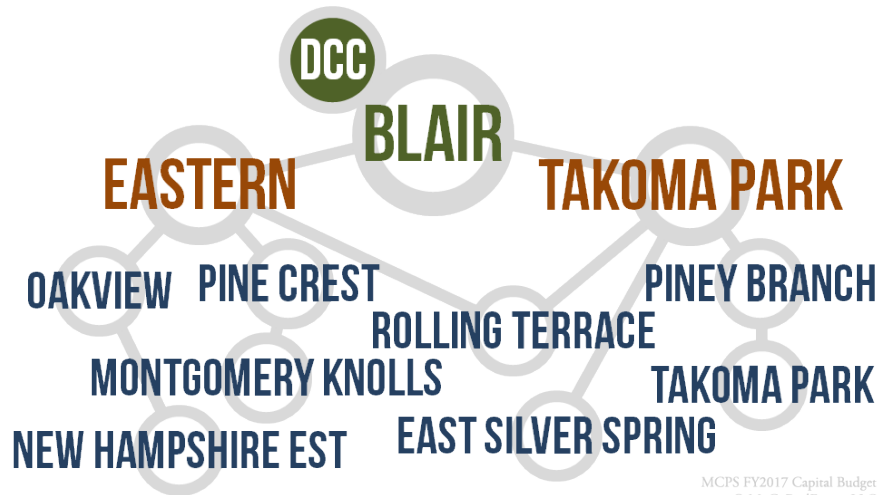 DCC
BLAIR
EASTERN
TAKOMA PARK
OAKVIEW
PINE CREST
PINEY BRANCH
ROLLING TERRACE
MONTGOMERY KNOLLS
TAKOMA PARK
EAST SILVER SPRING
NEW HAMPSHIRE EST
MCPS FY2017 Capital Budget